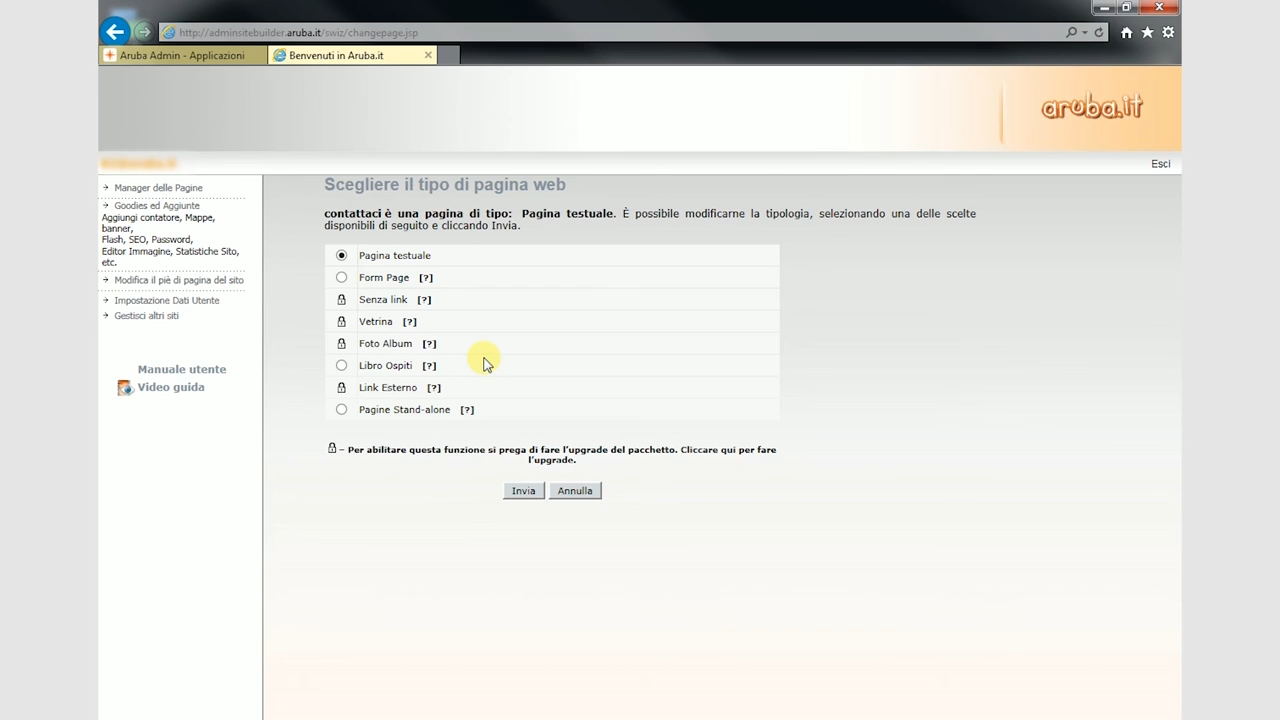 http://adminsitebuilder.aruba.it/swiz/changepage.jsp
Aruba Admin - Applicazioni
Benvenuti in Aruba.it
aruba.it
Esci
Manager delle Pagine
Goodies ed Aggiunte
Aggiungi contatore, Mappe,
banner,
Flash, SEO, Password,
Editor Immagine, Statistiche Sito,
etc.
Modifica il piè di pagina del sito
Impostazione Dati Utente
Gestisci altri siti
Manuale utente
Video guida
Scegliere il tipo di pagina web
contattaci è una pagina di tipo: Pagina testuale. È possibile modificarne la tipologia, selezionando una delle scelte
disponibili di seguito e cliccando Invia.
Pagina testuale
Form Page [?]
Senza link [?]
Vetrina [?]
Foto Album [?]
Libro Ospiti [?]
Link Esterno [?]
Pagine Stand-alone [?]
– Per abilitare questa funzione si prega di fare l'upgrade del pacchetto. Cliccare qui per fare
l'upgrade.
Invia Annulla